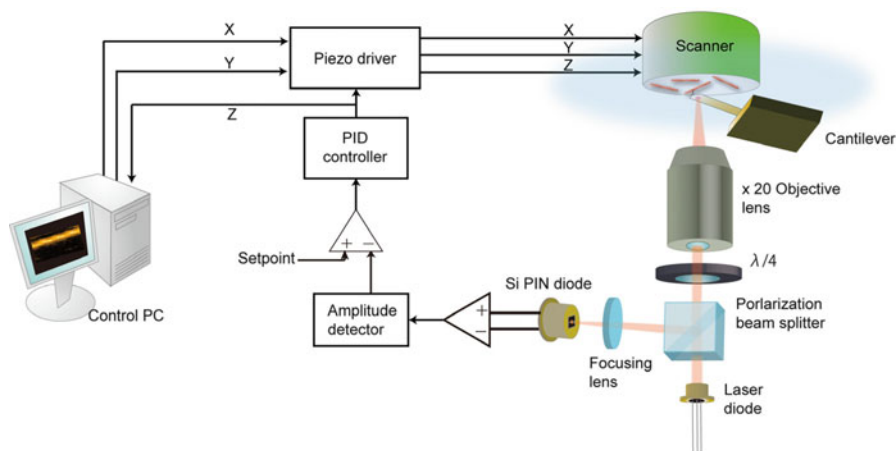 X
Y
Z
Piezo driver
X
Y
Z
Scanner
Cantilever
PID
controller
x 20 Objective
lens
λ/4
Setpoint
+ −
Si PIN diode
Porlarization
beam splitter
Control PC
Amplitude
detector
+
−
Focusing
lens
Laser
diode